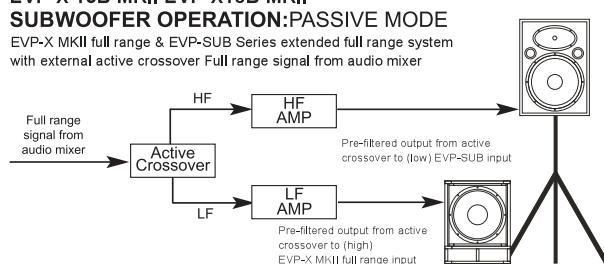 SUBWOOFER OPERATION:PASSIVE MODE
EVP-X MKII full range & EVP-SUB Series extended full range system
with external active crossover Full range signal from audio mixer
HF
HF
AMP
Full range
signal from
audio mixer
Pre-filtered output from active
crossover to (low) EVP-SUB input
Active
Crossover
LF
AMP
LF
Pre-filtered output from active
crossover to (high)
EVP-X MKII full range input